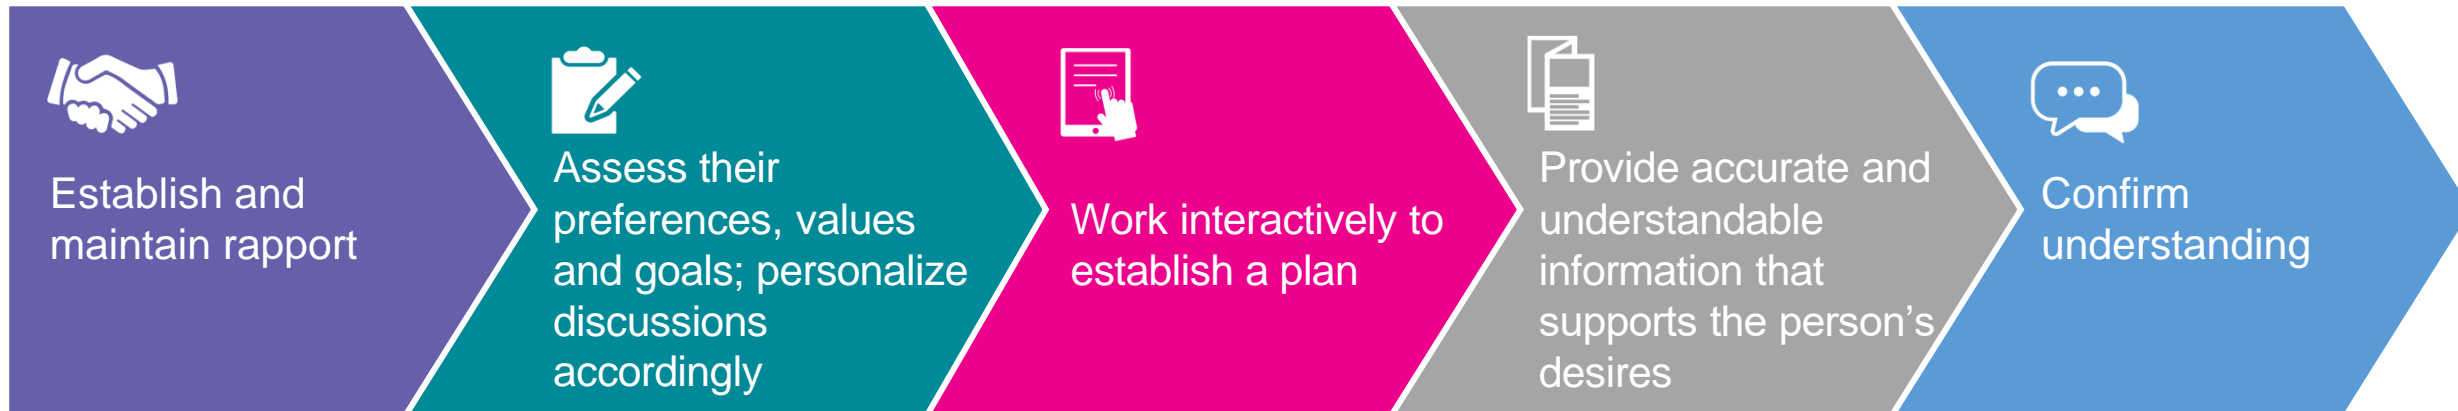 Establish and
maintain rapport
Assess their
preferences, values
and goals; personalize
discussions
accordingly
Work interactively to
establish a plan
Provide accurate and
understandable
information that
supports the person’s
desires
Confirm
understanding